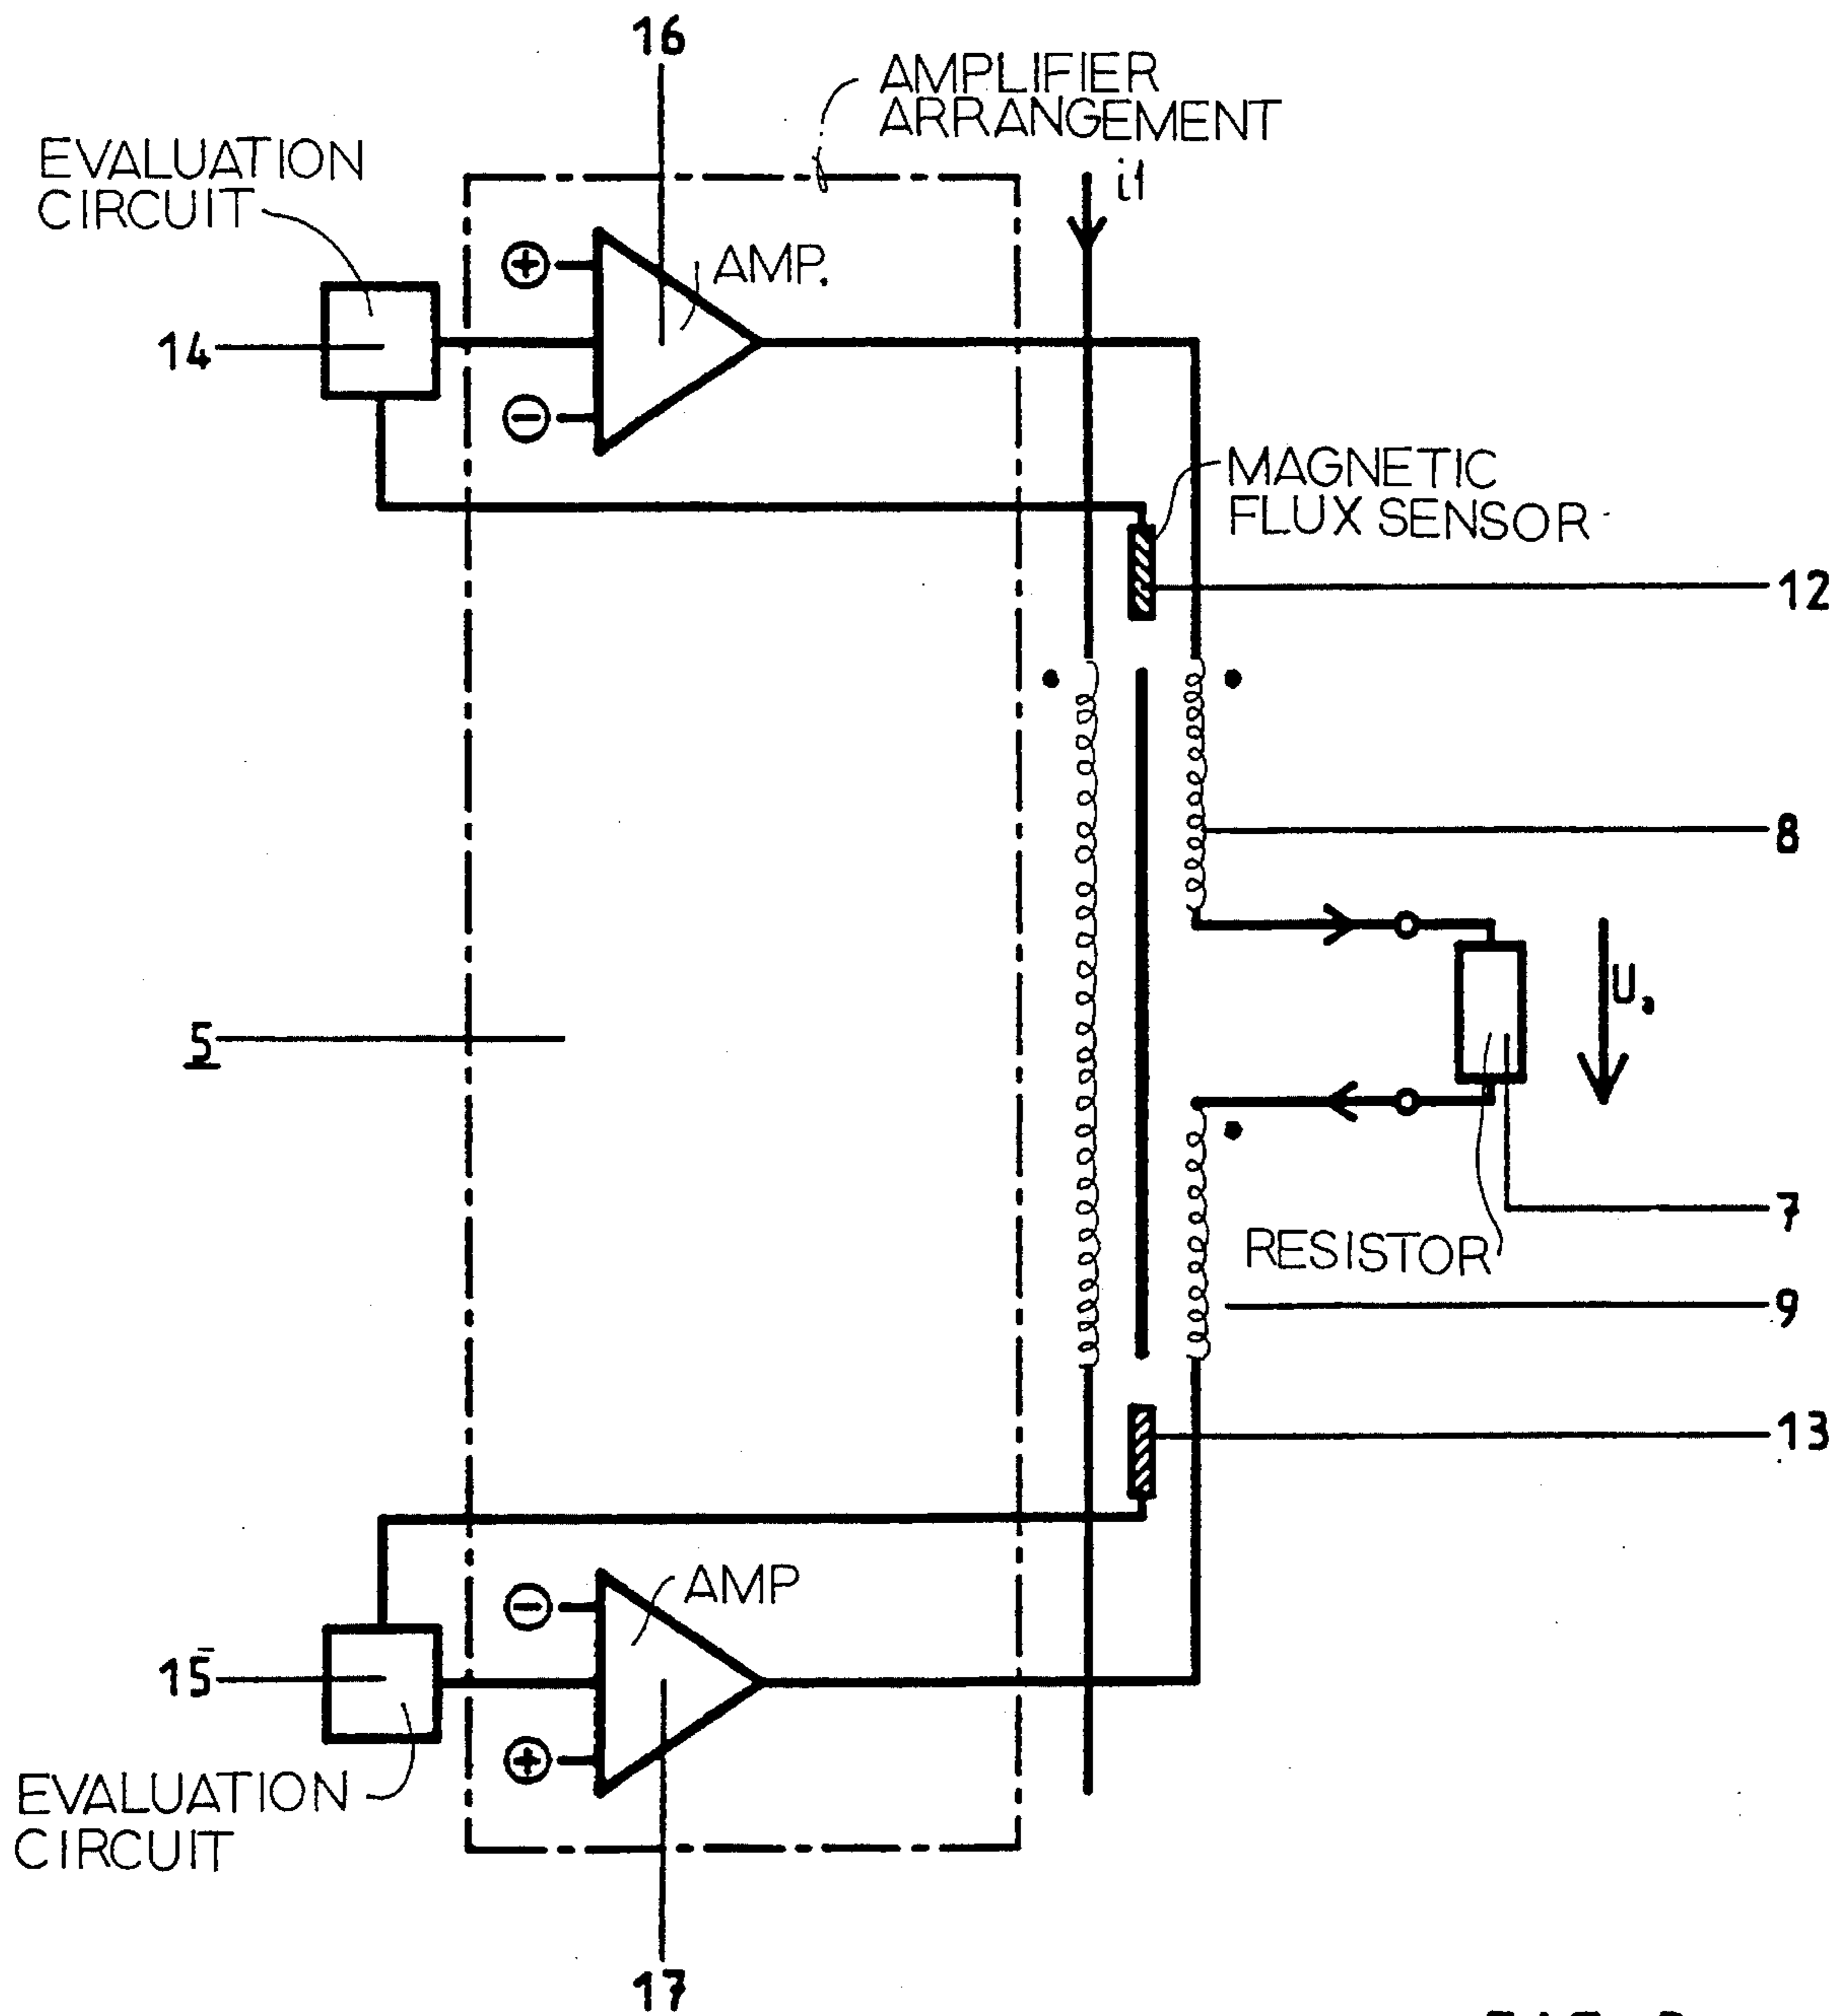 16
AMPLIFIER
ARRANGEMENT
EVALUATION
CIRCUIT
i1
+
AMP.
14
−
MAGNETIC
FLUX SENSOR
12
8
5
U
7
RESISTOR
9
13
−
AMP
15
+
EVALUATION
CIRCUIT
17